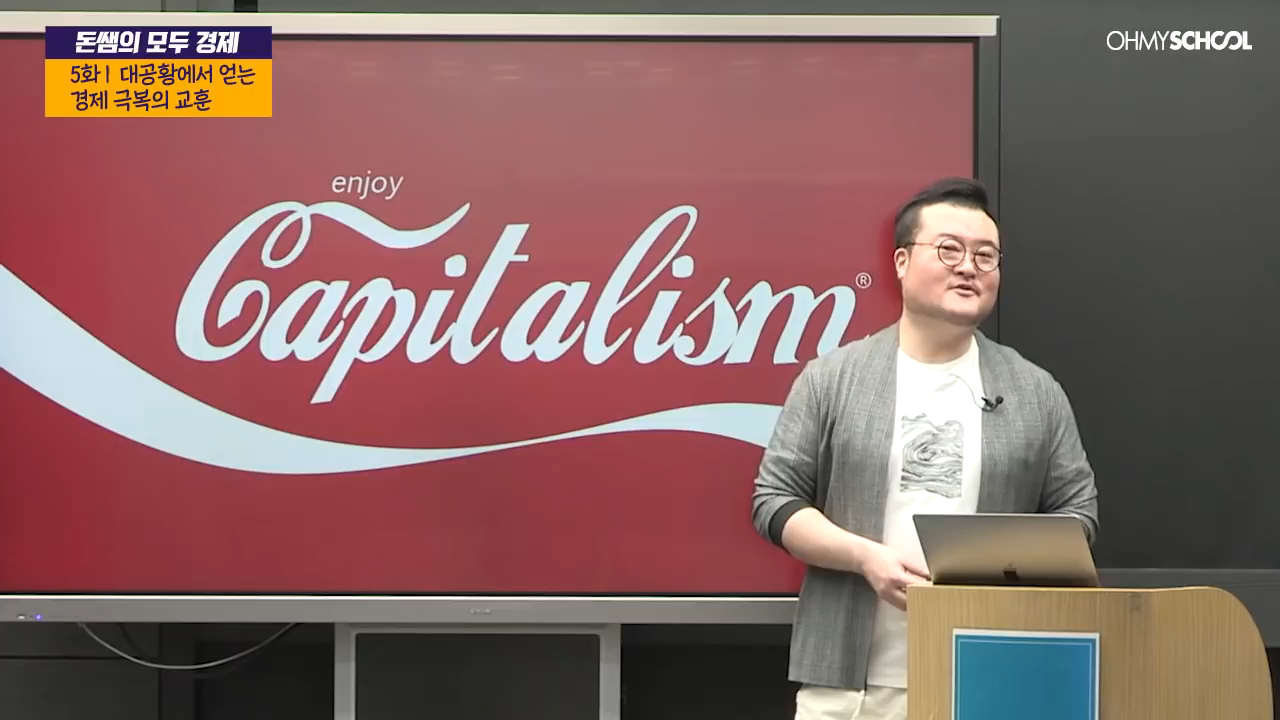 돈쌤의 모두 경제
5화 | 대공황에서 얻는
경제 극복의 교훈
OHMYSCHOOL
enjoy
Capitalism®